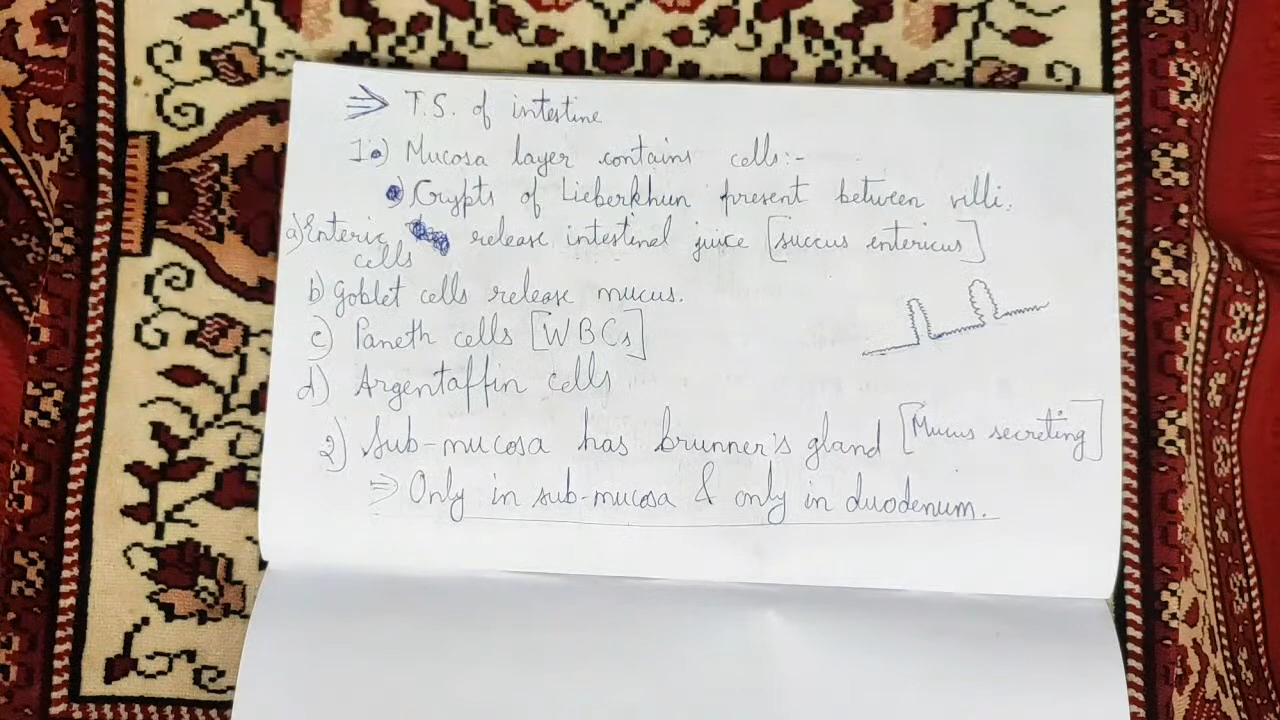 ⇒ T.S. of intestine
1.) Mucosa layer contains cells:-
•) Crypts of Lieberkhun present between villi.
a) Enteric cells release intestinal juice [succus entericus]
b) Goblet cells release mucus.
c) Paneth cells [WBCs]
d) Argentaffin cells
2) Sub-mucosa has brunner's gland [Mucus secreting]
⇒ Only in sub-mucosa & only in duodenum.